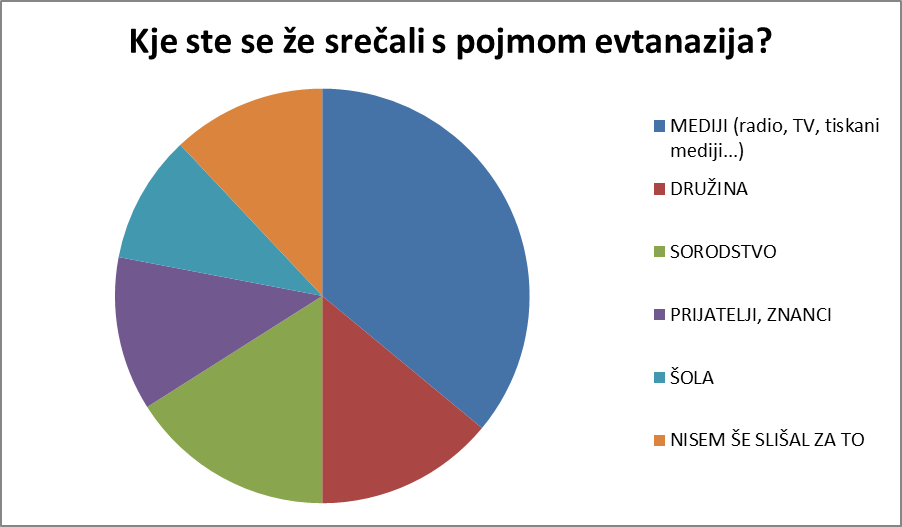 Kje ste se že srečali s pojmom evtanazija?
MEDIJI (radio, TV, tiskani
mediji...)
DRUŽINA
SORODSTVO
PRIJATELJI, ZNANCI
ŠOLA
NISEM ŠE SLIŠAL ZA TO